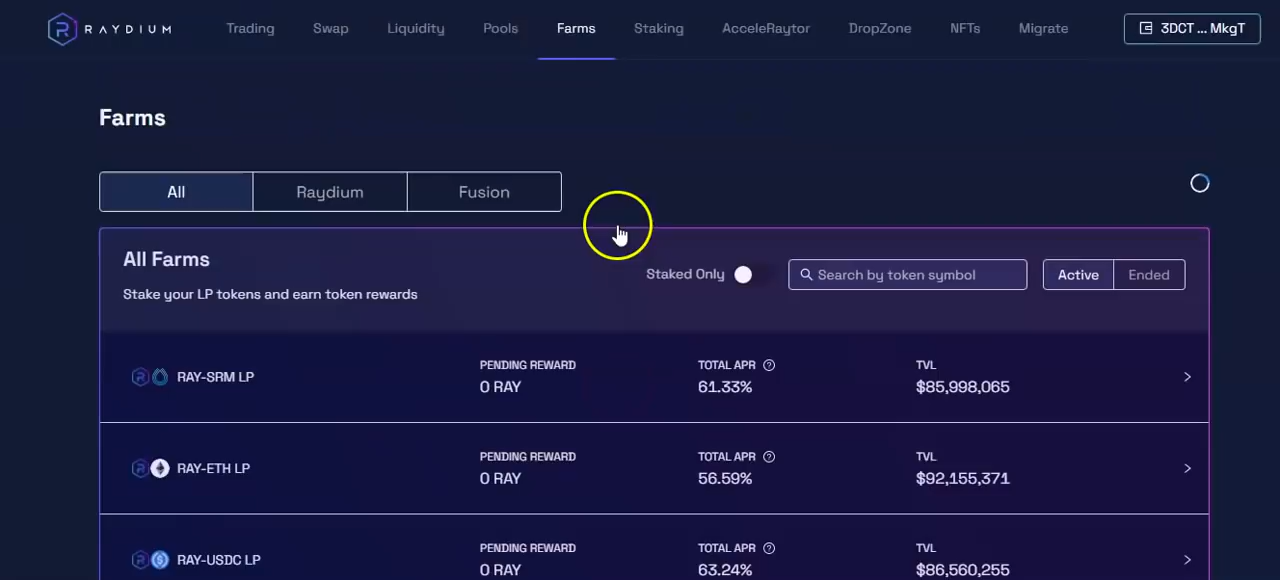 RAYDIUM Trading Swap Liquidity Pools Farms Staking AcceleRaytor DropZone NFTs Migrate 3DCT ... MkgT
Farms
All Raydium Fusion
All Farms
Stake your LP tokens and earn token rewards
Staked Only Search by token symbol Active Ended
RAY-SRM LP
PENDING REWARD
0 RAY
TOTAL APR ?
61.33%
TVL
$85,998,065
RAY-ETH LP
PENDING REWARD
0 RAY
TOTAL APR ?
56.59%
TVL
$92,155,371
RAY-USDC LP
PENDING REWARD
0 RAY
TOTAL APR ?
63.24%
TVL
$86,560,255